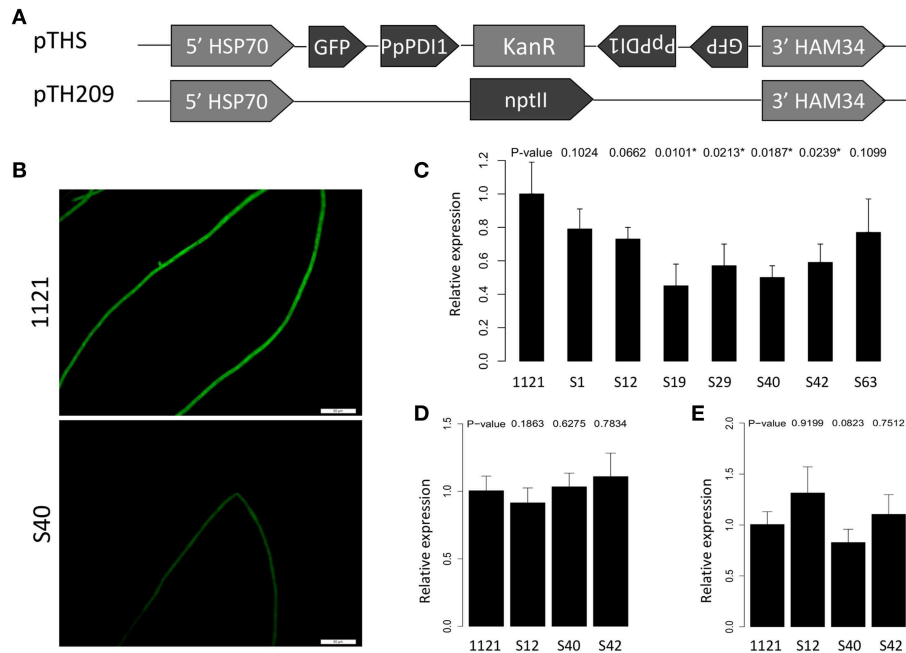 A
pTHS
5' HSP70 GFP PpPDI1 KanR PpPDI1 GFP 3' HAM34
pTH209
5' HSP70 nptII 3' HAM34
B
1121
S40
C
P-value 0.1024 0.0662 0.0101* 0.0213* 0.0187* 0.0239* 0.1099
Relative expression
1.2
1.0
0.8
0.6
0.4
0.2
0.0
1121 S1 S12 S19 S29 S40 S42 S63
D
P-value 0.1863 0.6275 0.7834
Relative expression
1.5
1.0
0.5
0.0
1121 S12 S40 S42
E
P-value 0.9199 0.0823 0.7512
Relative expression
2.0
1.5
1.0
0.5
0.0
1121 S12 S40 S42